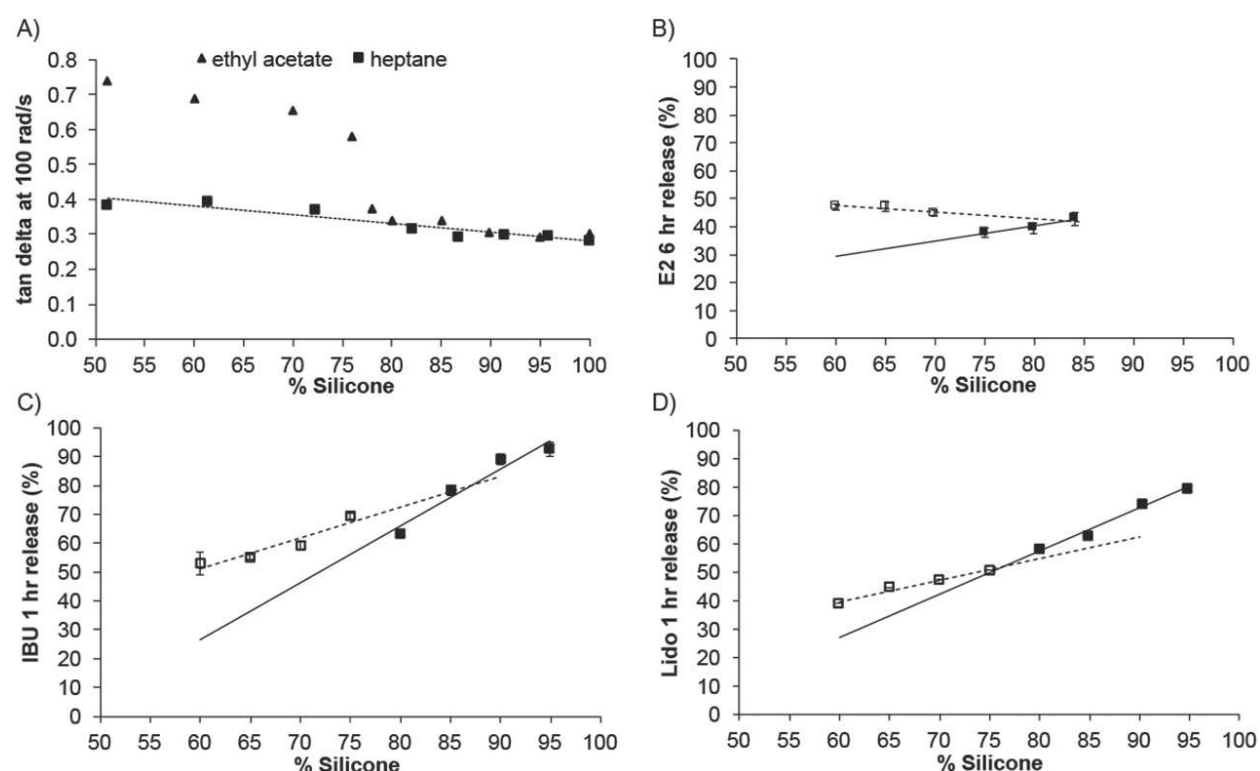 A)
▲ ethyl acetate ■ heptane
tan delta at 100 rad/s
0.8
0.7
0.6
0.5
0.4
0.3
0.2
0.1
0.0
50 55 60 65 70 75 80 85 90 95 100
% Silicone
B)
E2 6 hr release (%)
100
90
80
70
60
50
40
30
20
10
0
50 55 60 65 70 75 80 85 90 95 100
% Silicone
C)
IBU 1 hr release (%)
100
90
80
70
60
50
40
30
20
10
0
50 55 60 65 70 75 80 85 90 95 100
% Silicone
D)
Lido 1 hr release (%)
100
90
80
70
60
50
40
30
20
10
0
50 55 60 65 70 75 80 85 90 95 100
% Silicone